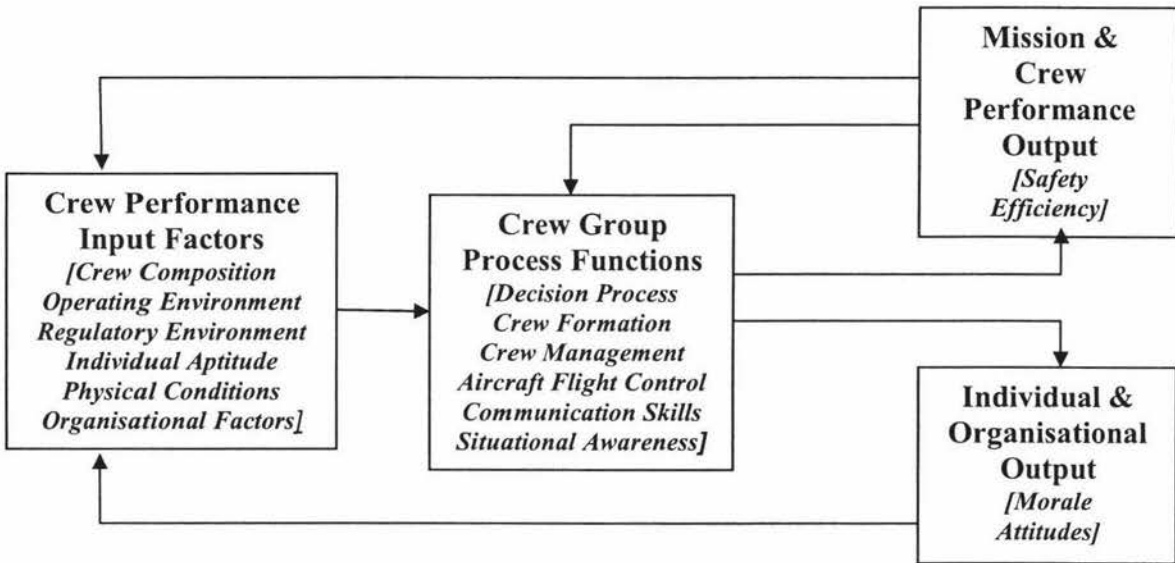 Crew Performance
Input Factors
[Crew Composition
Operating Environment
Regulatory Environment
Individual Aptitude
Physical Conditions
Organisational Factors]
Crew Group
Process Functions
[Decision Process
Crew Formation
Crew Management
Aircraft Flight Control
Communication Skills
Situational Awareness]
Mission &
Crew
Performance
Output
[Safety
Efficiency]
Individual &
Organisational
Output
[Morale
Attitudes]